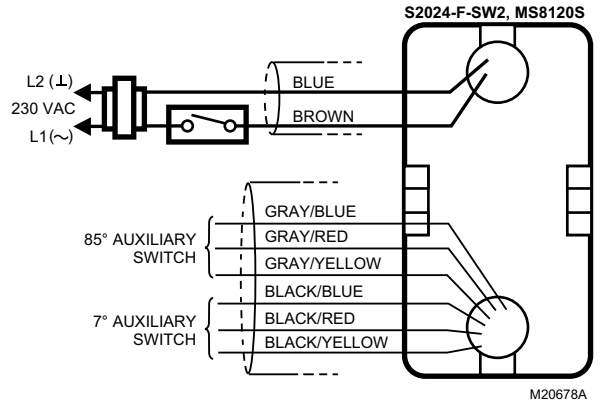 S2024-F-SW2, MS8120S
L2 (⊥)
230 VAC
L1(∼)
BLUE
BROWN
85° AUXILIARY
SWITCH
GRAY/BLUE
GRAY/RED
GRAY/YELLOW
7° AUXILIARY
SWITCH
BLACK/BLUE
BLACK/RED
BLACK/YELLOW
M20678A